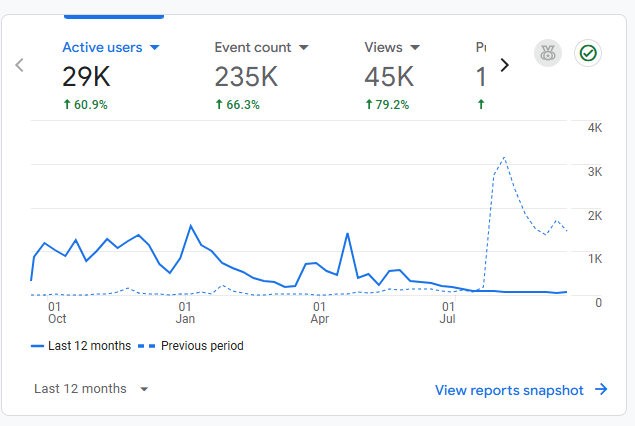 Active users Event count Views Pu
29K 235K 45K 1
60.9% 66.3% 79.2%
4K
3K
2K
1K
0
01 01 01 01
Oct Jan Apr Jul
Last 12 months Previous period
Last 12 months View reports snapshot